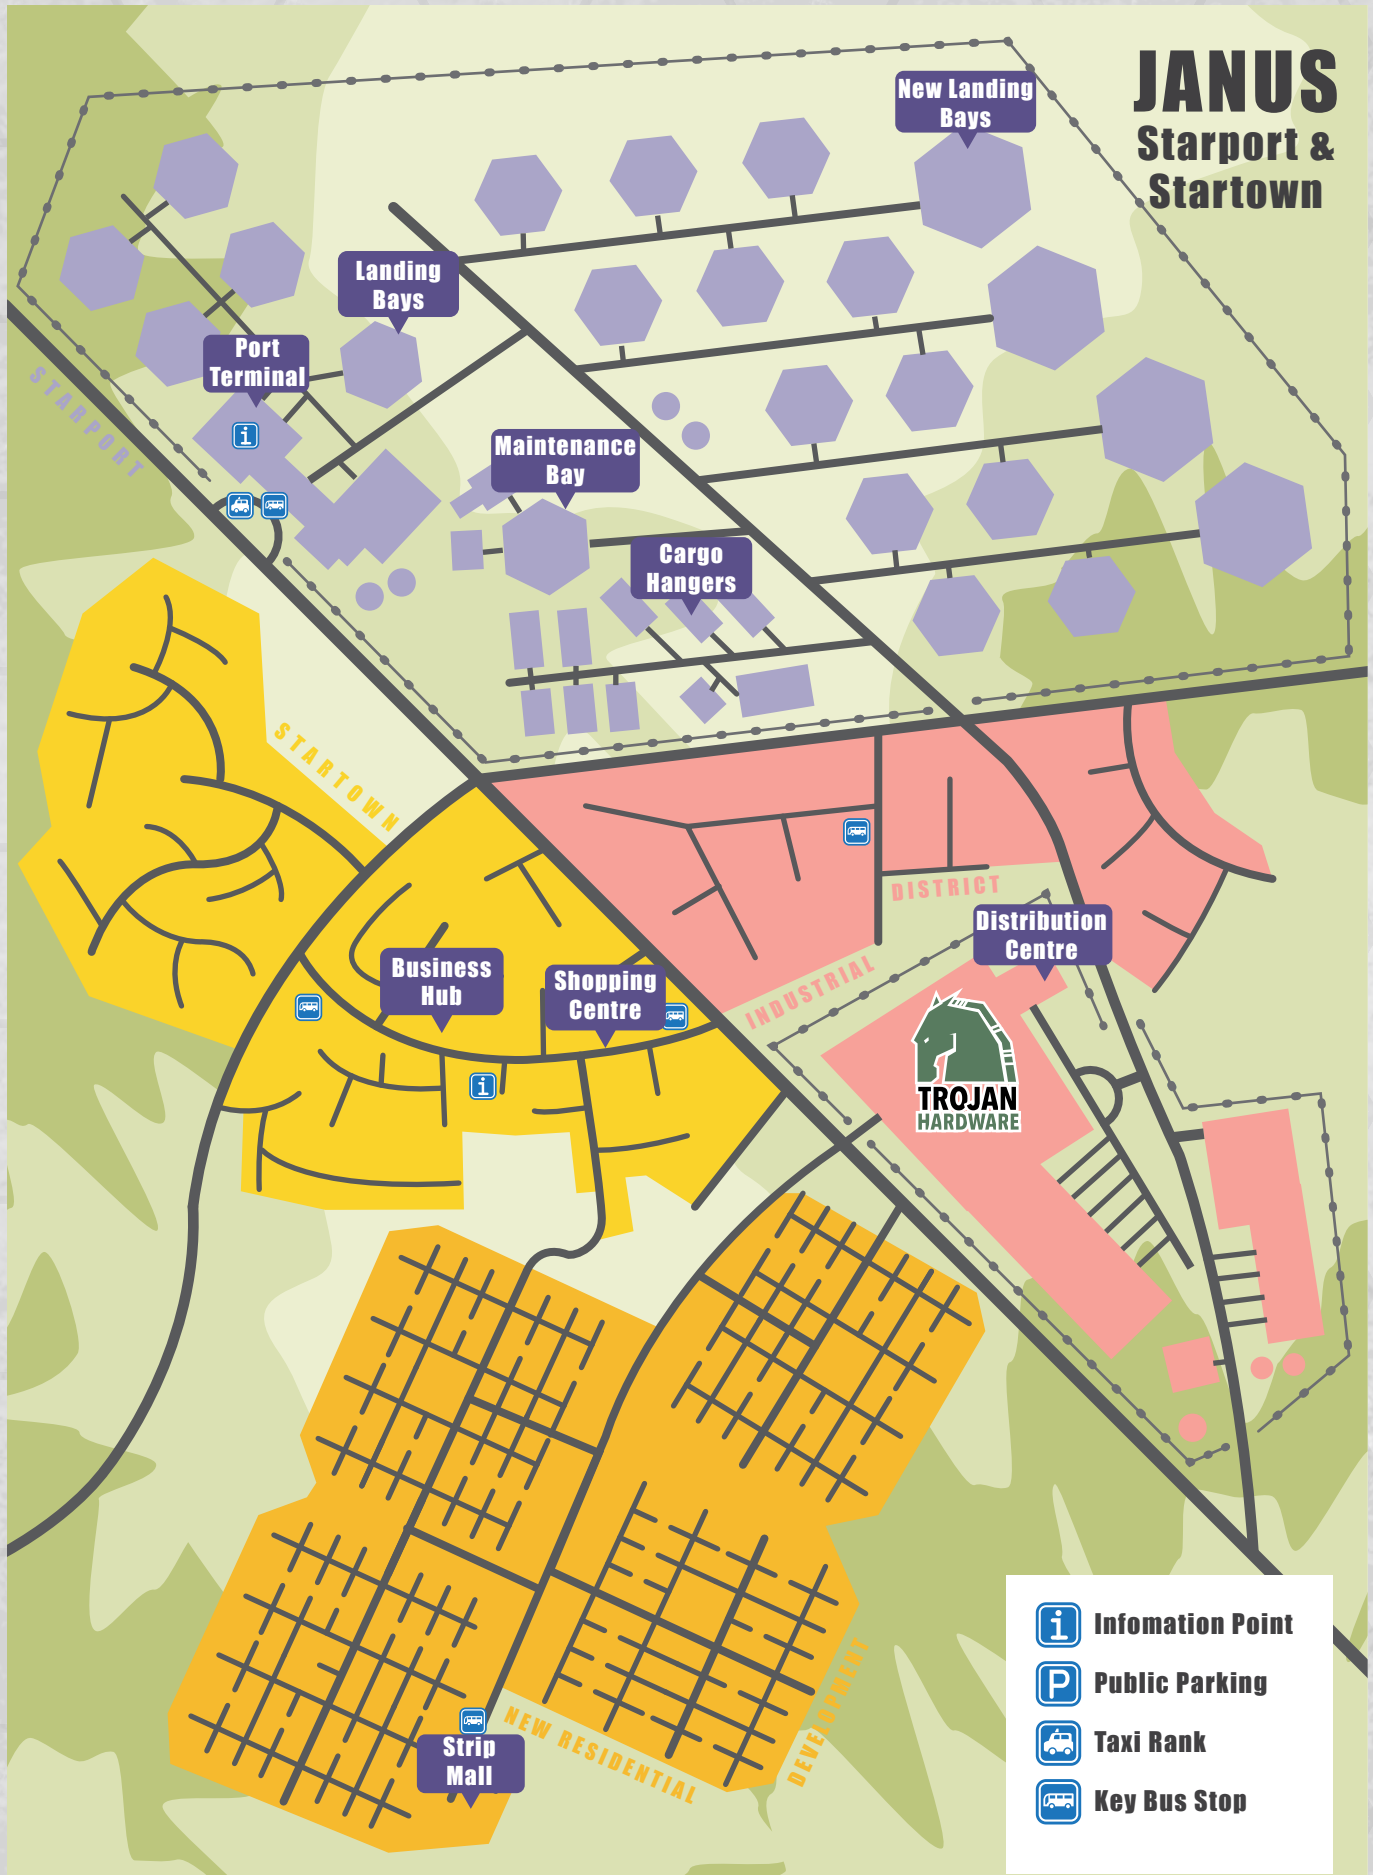 JANUS
Starport &
Startown
New Landing
Bays
Landing
Bays
Port
Terminal
STARPORT
i
Maintenance
Bay
Cargo
Hangers
STARTOWN
DISTRICT
INDUSTRIAL
Distribution
Centre
Business
Hub
Shopping
Centre
i
TROJAN
HARDWARE
NEW RESIDENTIAL
DEVELOPMENT
Strip
Mall
i Infomation Point
P Public Parking
Taxi Rank
Key Bus Stop